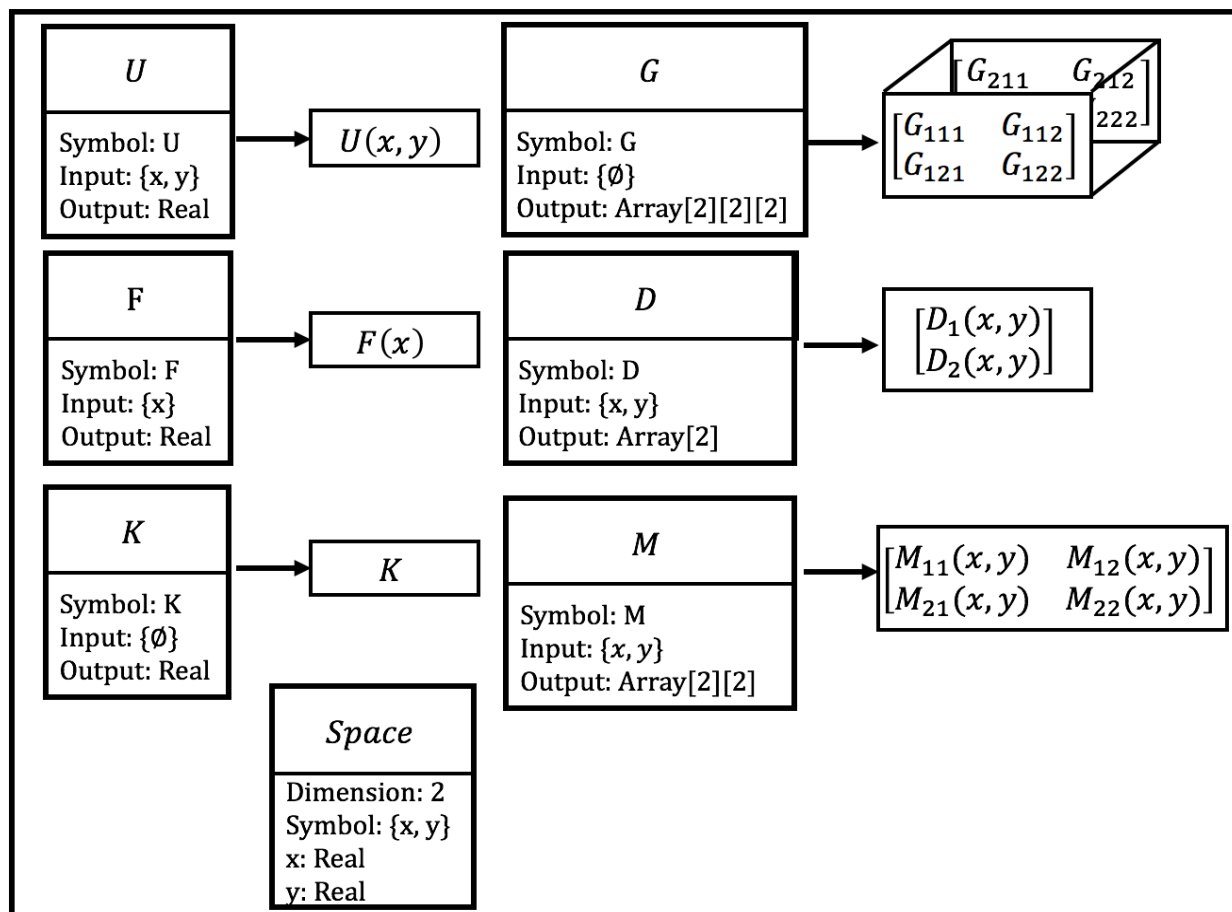 U
Symbol: U
Input: {x, y}
Output: Real
U(x, y)
G
Symbol: G
Input: {∅}
Output: Array[2][2][2]
[G₂₁₁ G₂₁₂]
₂₂₂]
[G₁₁₁ G₁₁₂]
[G₁₂₁ G₁₂₂]
F
Symbol: F
Input: {x}
Output: Real
F(x)
D
Symbol: D
Input: {x, y}
Output: Array[2]
[D₁(x, y)]
[D₂(x, y)]
K
Symbol: K
Input: {∅}
Output: Real
K
M
Symbol: M
Input: {x, y}
Output: Array[2][2]
[M₁₁(x, y) M₁₂(x, y)]
[M₂₁(x, y) M₂₂(x, y)]
Space
Dimension: 2
Symbol: {x, y}
x: Real
y: Real